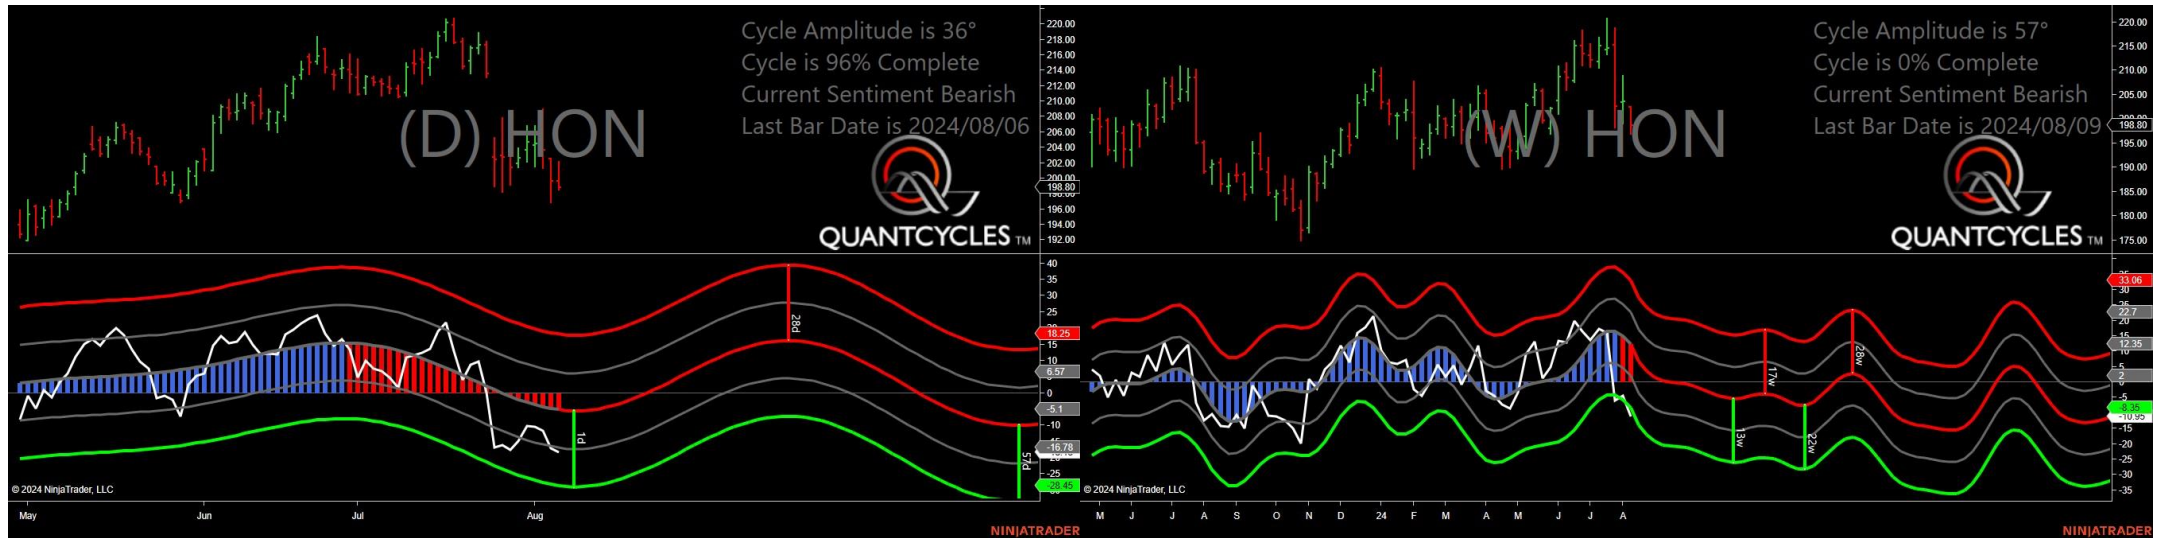 Cycle Amplitude is 36°
Cycle is 96% Complete
Current Sentiment Bearish
Last Bar Date is 2024/08/06
(D) HON
QUANTCYCLES TM
220.00
218.00
216.00
214.00
212.00
210.00
208.00
206.00
204.00
202.00
200.00
198.80
196.00
194.00
192.00
40
35
30
25
18.25
15
10
6.57
0
-5.1
-10
-16.78
-25
-28.45
28d
1d
57d
© 2024 NinjaTrader, LLC
May
Jun
Jul
Aug
NINJATRADER
Cycle Amplitude is 57°
Cycle is 0% Complete
Current Sentiment Bearish
Last Bar Date is 2024/08/09
(W) HON
QUANTCYCLES TM
220.00
215.00
210.00
205.00
198.80
195.00
190.00
185.00
180.00
175.00
33.06
30
25
22.7
20
15
12.35
10
2
-5
-8.35
-10.95
-15
-20
-25
-30
-35
17w
28w
13w
22w
© 2024 NinjaTrader, LLC
M
J
J
A
S
O
N
D
24
F
M
A
M
J
J
A
NINJATRADER